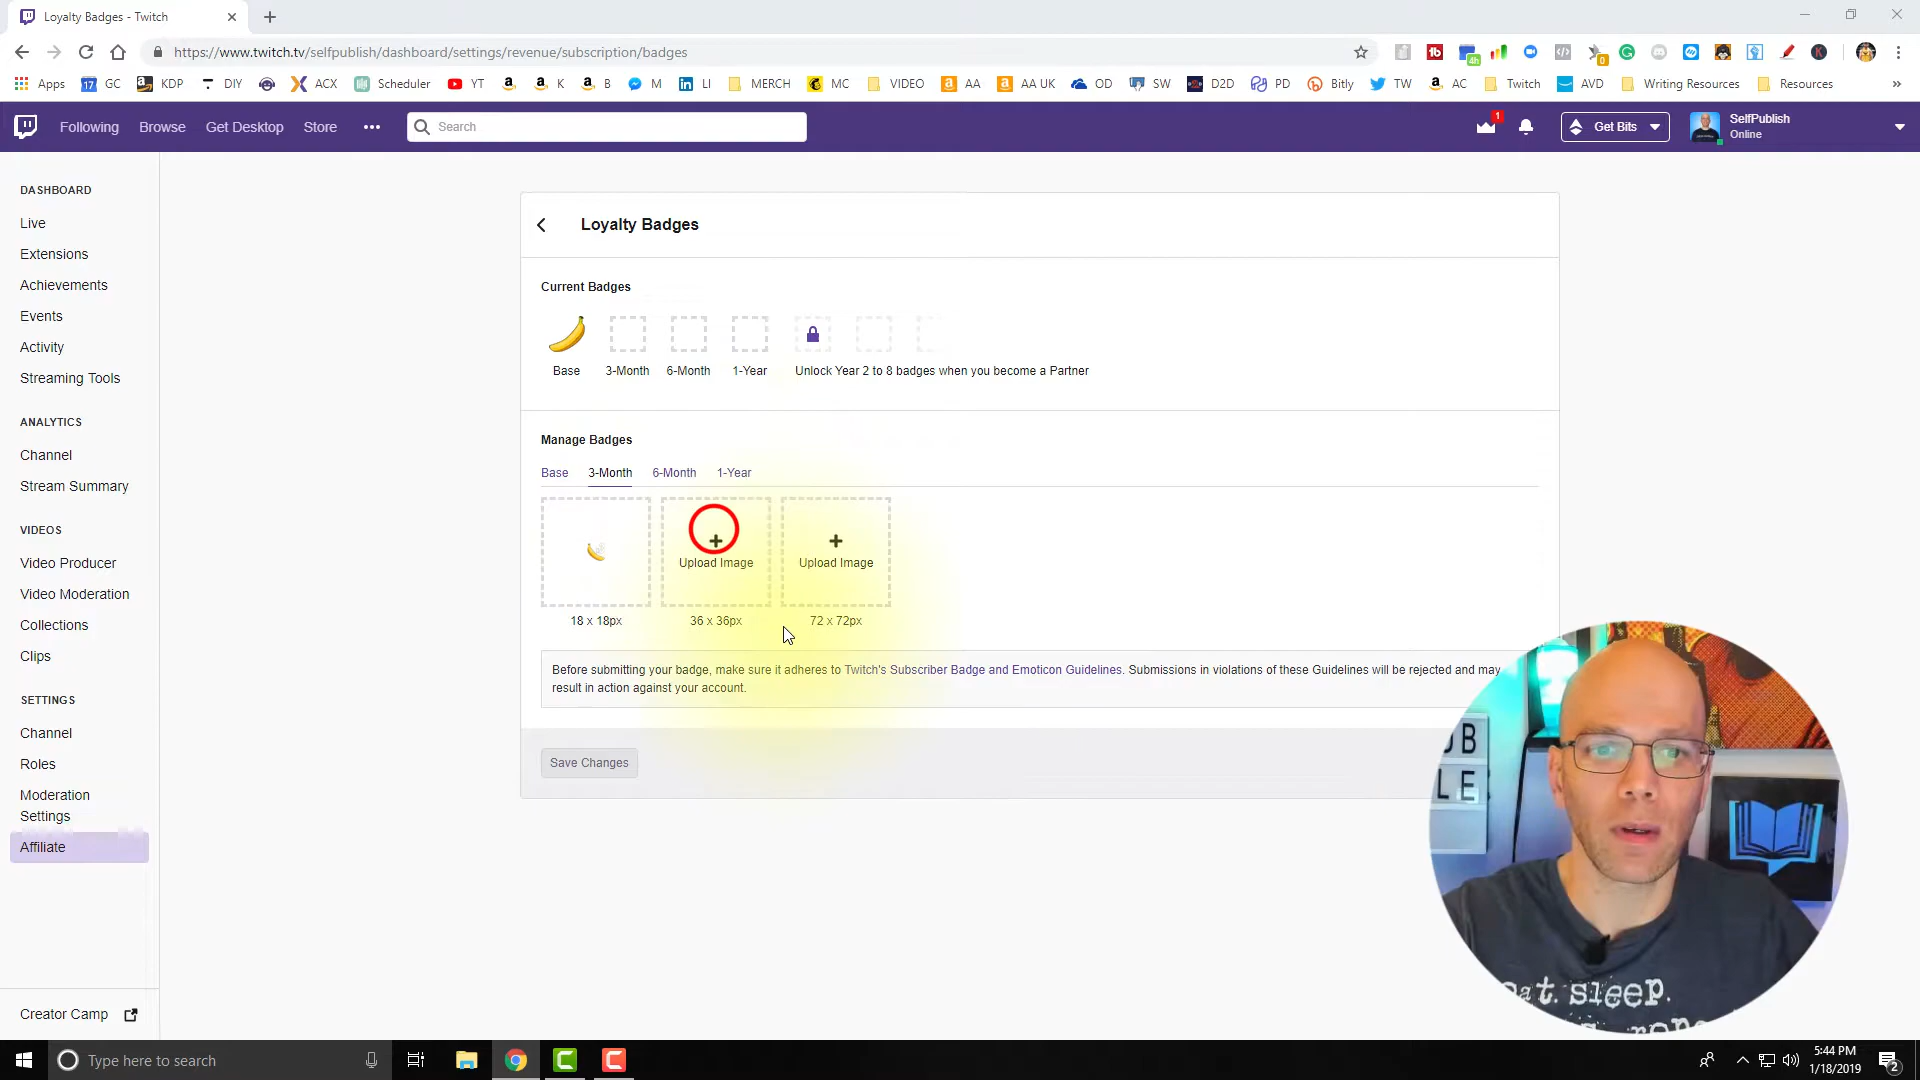 Loyalty Badges - Twitch
https://www.twitch.tv/selfpublish/dashboard/settings/revenue/subscription/badges
Apps GC KDP DIY ACX Scheduler YT K B M LI MERCH MC VIDEO AA AA UK OD SW D2D PD Bitly TW AC Twitch AVD Writing Resources Resources »
Following Browse Get Desktop Store ••• Search 1 Get Bits SelfPublish
Online
DASHBOARD
Live
Extensions
Achievements
Events
Activity
Streaming Tools
ANALYTICS
Channel
Stream Summary
VIDEOS
Video Producer
Video Moderation
Collections
Clips
SETTINGS
Channel
Roles
Moderation
Settings
Affiliate
Creator Camp
Loyalty Badges
Current Badges
Base 3-Month 6-Month 1-Year Unlock Year 2 to 8 badges when you become a Partner
Manage Badges
Base 3-Month 6-Month 1-Year
Upload Image Upload Image
18 x 18px 36 x 36px 72 x 72px
Before submitting your badge, make sure it adheres to Twitch's Subscriber Badge and Emoticon Guidelines. Submissions in violations of these Guidelines will be rejected and may
result in action against your account.
Save Changes
UB
LE
eat. sleep.
Type here to search
5:44 PM
1/18/2019
2